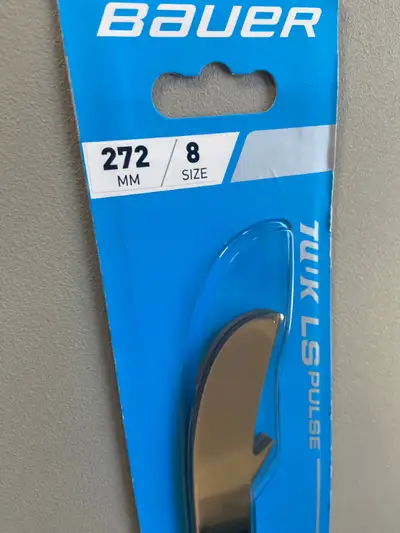 BAUER
272 / 8
MM SIZE
TUUK LS PULSE